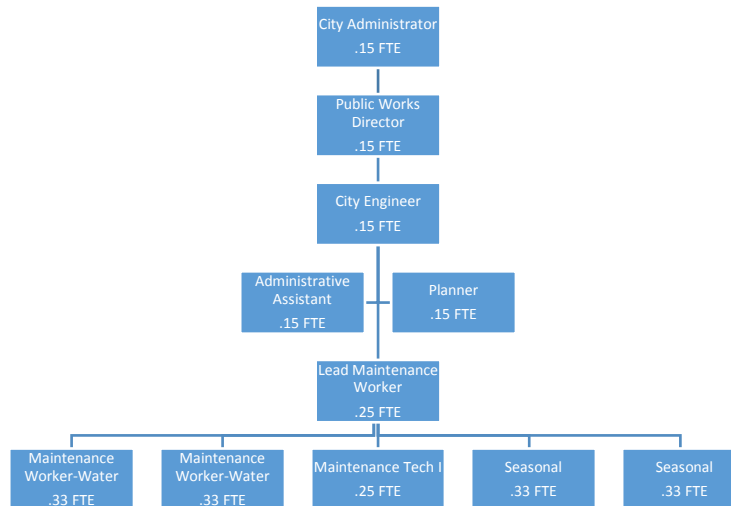 City Administrator
.15 FTE
Public Works
Director
.15 FTE
City Engineer
.15 FTE
Administrative
Assistant
.15 FTE
Planner
.15 FTE
Lead Maintenance
Worker
.25 FTE
Maintenance
Worker-Water
.33 FTE
Maintenance
Worker-Water
.33 FTE
Maintenance Tech I
.25 FTE
Seasonal
.33 FTE
Seasonal
.33 FTE